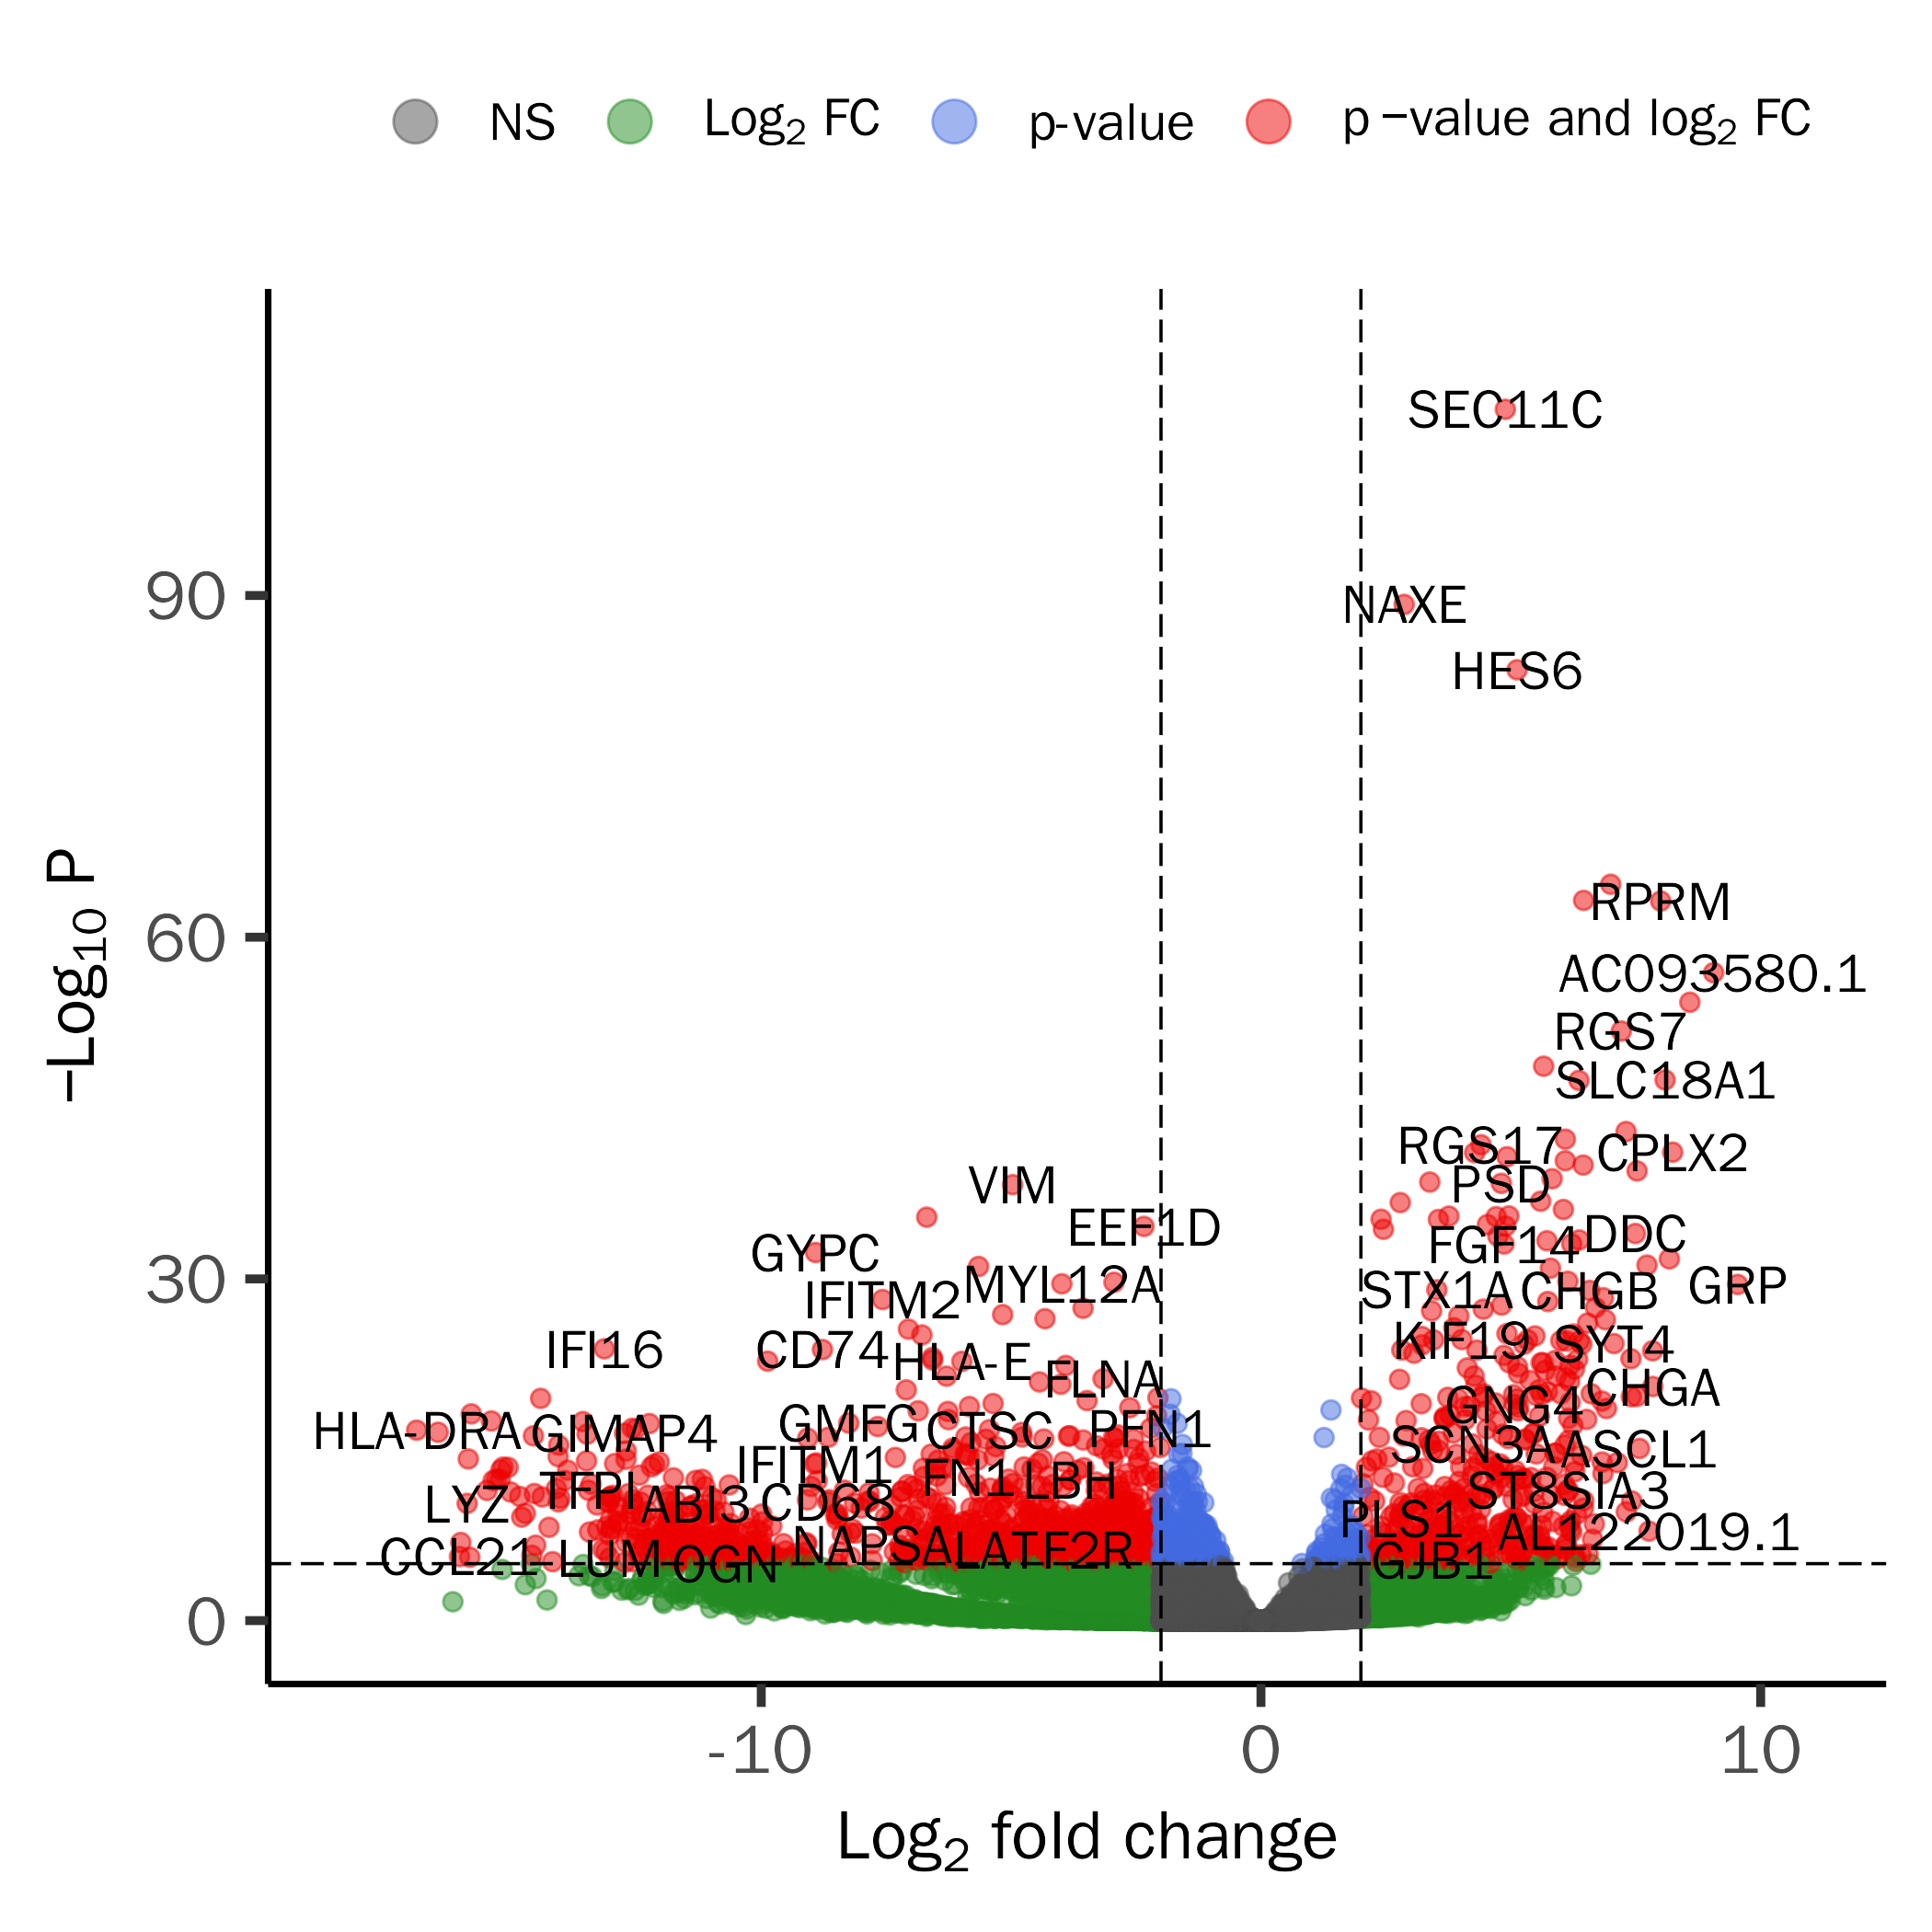 NS Log2 FC p-value p −value and log2 FC
SEC11C
90
NAXE
HES6
−Log10 P
RPRM
60
AC093580.1
RGS7
SLC18A1
RGS17 CPLX2
VIM PSD
EEF1D DDC
GYPC FGF14
30 MYL12A STX1A CHGB GRP
IFITM2
IFI16 CD74 HLA-E KIF19 SYT4
FLNA CHGA
GNG4
HLA-DRA GIMAP4 GMFG CTSC PFN1
IFITM1 SCN3A ASCL1
TFPI FN1 LBH ST8SIA3
LYZ ABI3 CD68 PLS1
AL122019.1
CCL21 LUM OGN NAPSA LATF2R GJB1
0
-10 0 10
Log2 fold change